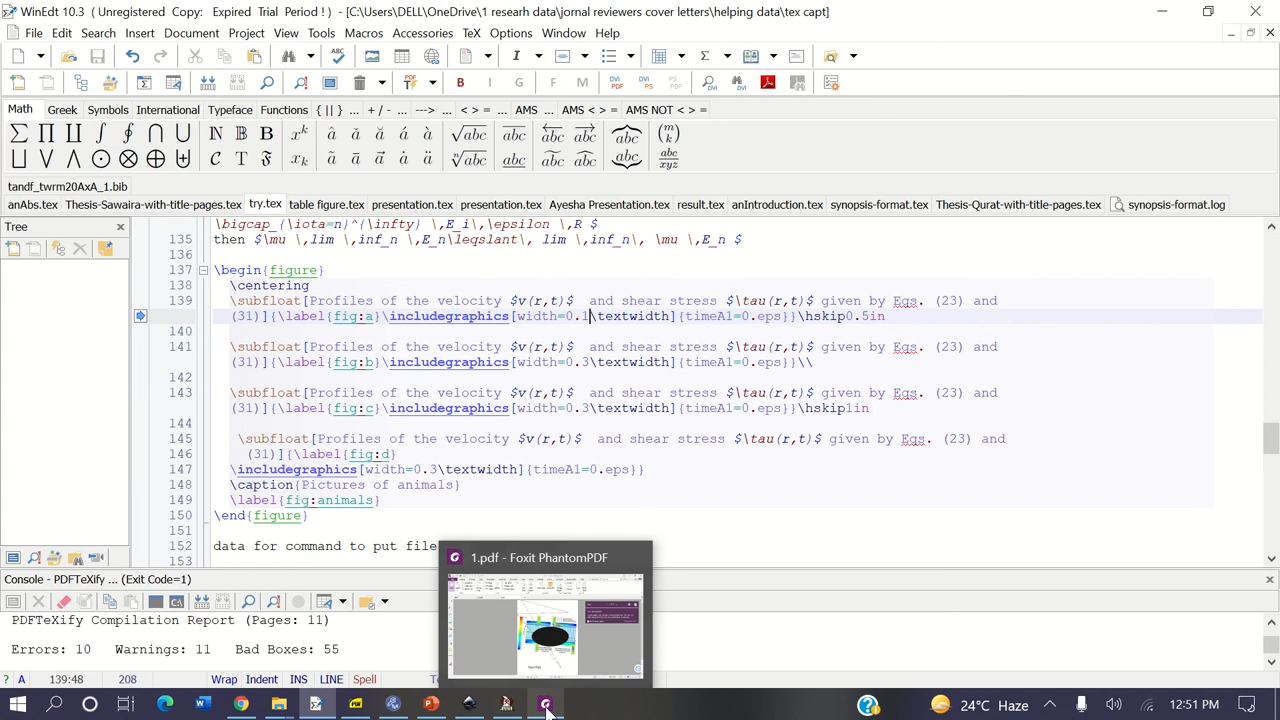 WinEdt 10.3 (Unregistered Copy: Expired Trial Period!) - [C:\Users\DELL\OneDrive\1 researh data\jornal reviewers cover letters\helping data\tex capt]
File Edit Search Insert Document Project View Tools Macros Accessories TeX Options Window Help
Math Greek Symbols International Typeface Functions { || } ... + / - ... ---> ... < > = ... AMS ... AMS < > = AMS NOT < > =
tandf_twrm20AxA_1.bib
anAbs.tex Thesis-Sawaira-with-title-pages.tex try.tex table figure.tex presentation.tex presentation.tex Ayesha Presentation.tex result.tex anIntroduction.tex synopsis-format.tex Thesis-Qurat-with-title-pages.tex synopsis-format.log
Tree
\bigcap_{\iota=n}^{\infty} \,E_i\,\epsilon \,R $
135 then $\mu \,lim \,inf_n \,E_n\leqslant\, lim \,inf_n\, \mu \,E_n $
136
137 \begin{figure}
138 \centering
139 \subfloat[Profiles of the velocity $v(r,t)$ and shear stress $\tau(r,t)$ given by Eqs. (23) and
(31)]{\label{fig:a}\includegraphics[width=0.1\textwidth]{timeA1=0.eps}}\hskip0.5in
140
141 \subfloat[Profiles of the velocity $v(r,t)$ and shear stress $\tau(r,t)$ given by Eqs. (23) and
(31)]{\label{fig:b}\includegraphics[width=0.3\textwidth]{timeA1=0.eps}}\\
142
143 \subfloat[Profiles of the velocity $v(r,t)$ and shear stress $\tau(r,t)$ given by Eqs. (23) and
(31)]{\label{fig:c}\includegraphics[width=0.3\textwidth]{timeA1=0.eps}}\hskip1in
144
145 \subfloat[Profiles of the velocity $v(r,t)$ and shear stress $\tau(r,t)$ given by Eqs. (23) and
146 (31)]{\label{fig:d}
147 \includegraphics[width=0.3\textwidth]{timeA1=0.eps}}
148 \caption{Pictures of animals}
149 \label{fig:animals}
150 \end{figure}
151
152 data for command to put file
153
1.pdf - Foxit PhantomPDF
Console - PDFTeXify ... (Exit Code=1)
PDFTeXify Compilation Report (Pages: 11)
Errors: 10 Warnings: 11 Bad Boxes: 55
? A 139:48 208 Wrap Indent INS LINE Spell
24°C Haze 12:51 PM